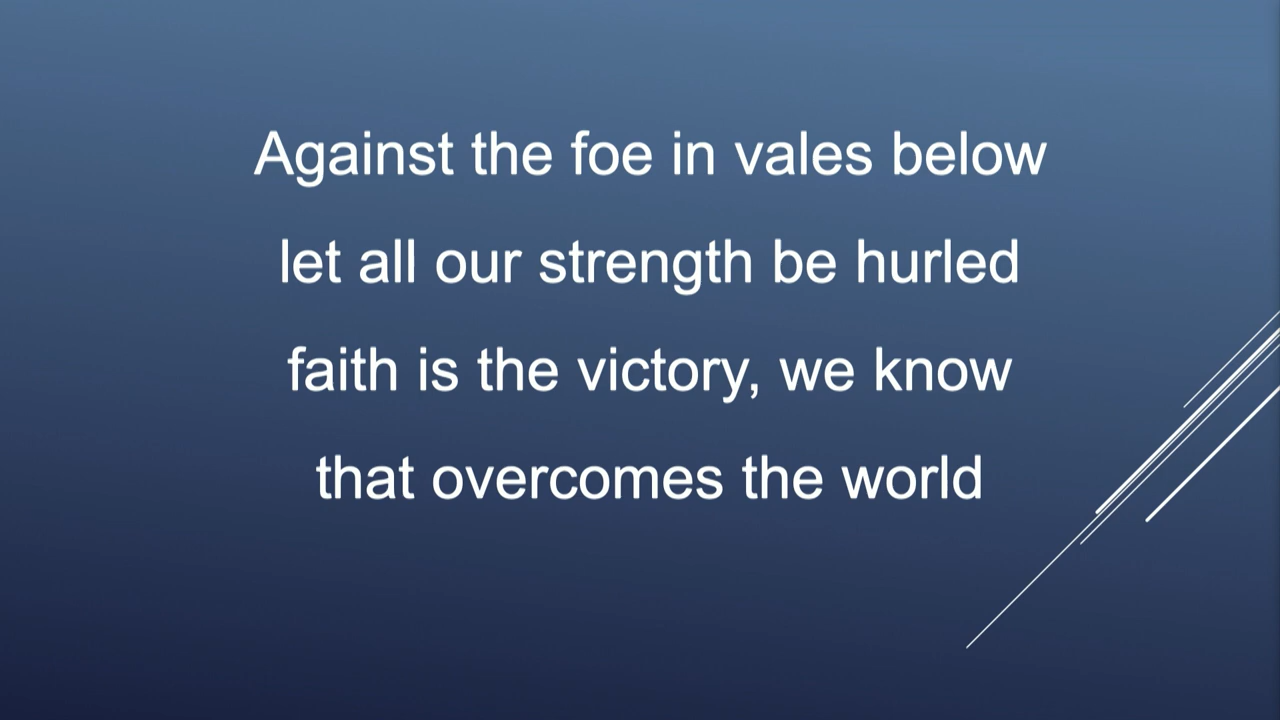 Against the foe in vales below
let all our strength be hurled
faith is the victory, we know
that overcomes the world